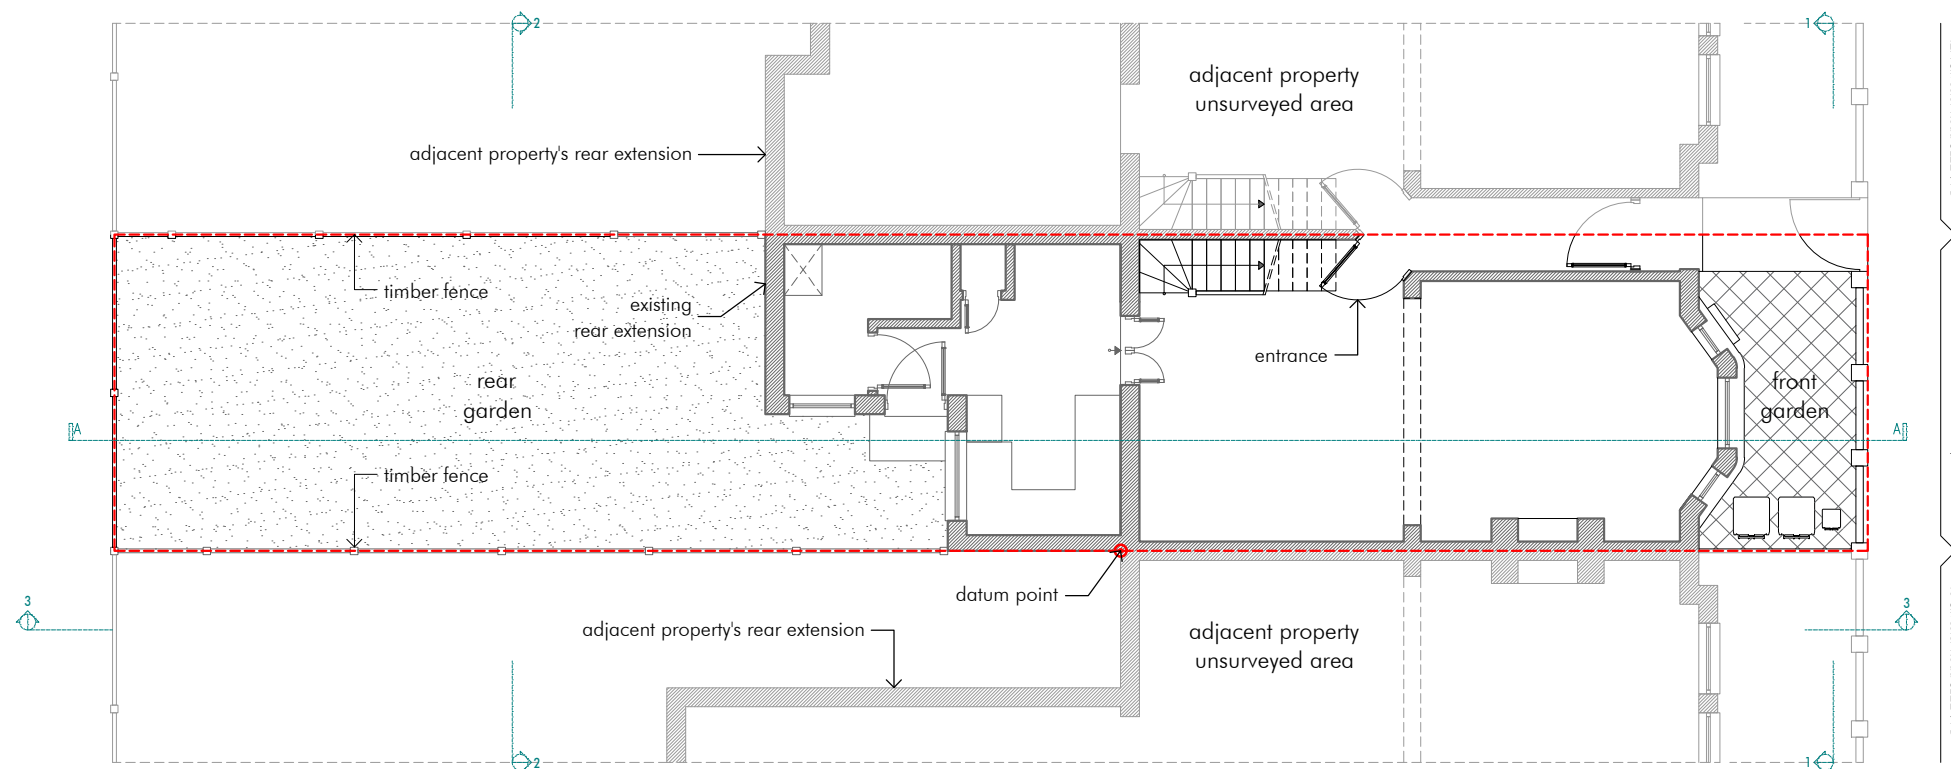 2
1
adjacent property
unsurveyed area
adjacent property's rear extension
timber fence
existing
rear extension
entrance
rear
garden
front
garden
A
A
timber fence
datum point
3
3
adjacent property's rear extension
adjacent property
unsurveyed area
2
1